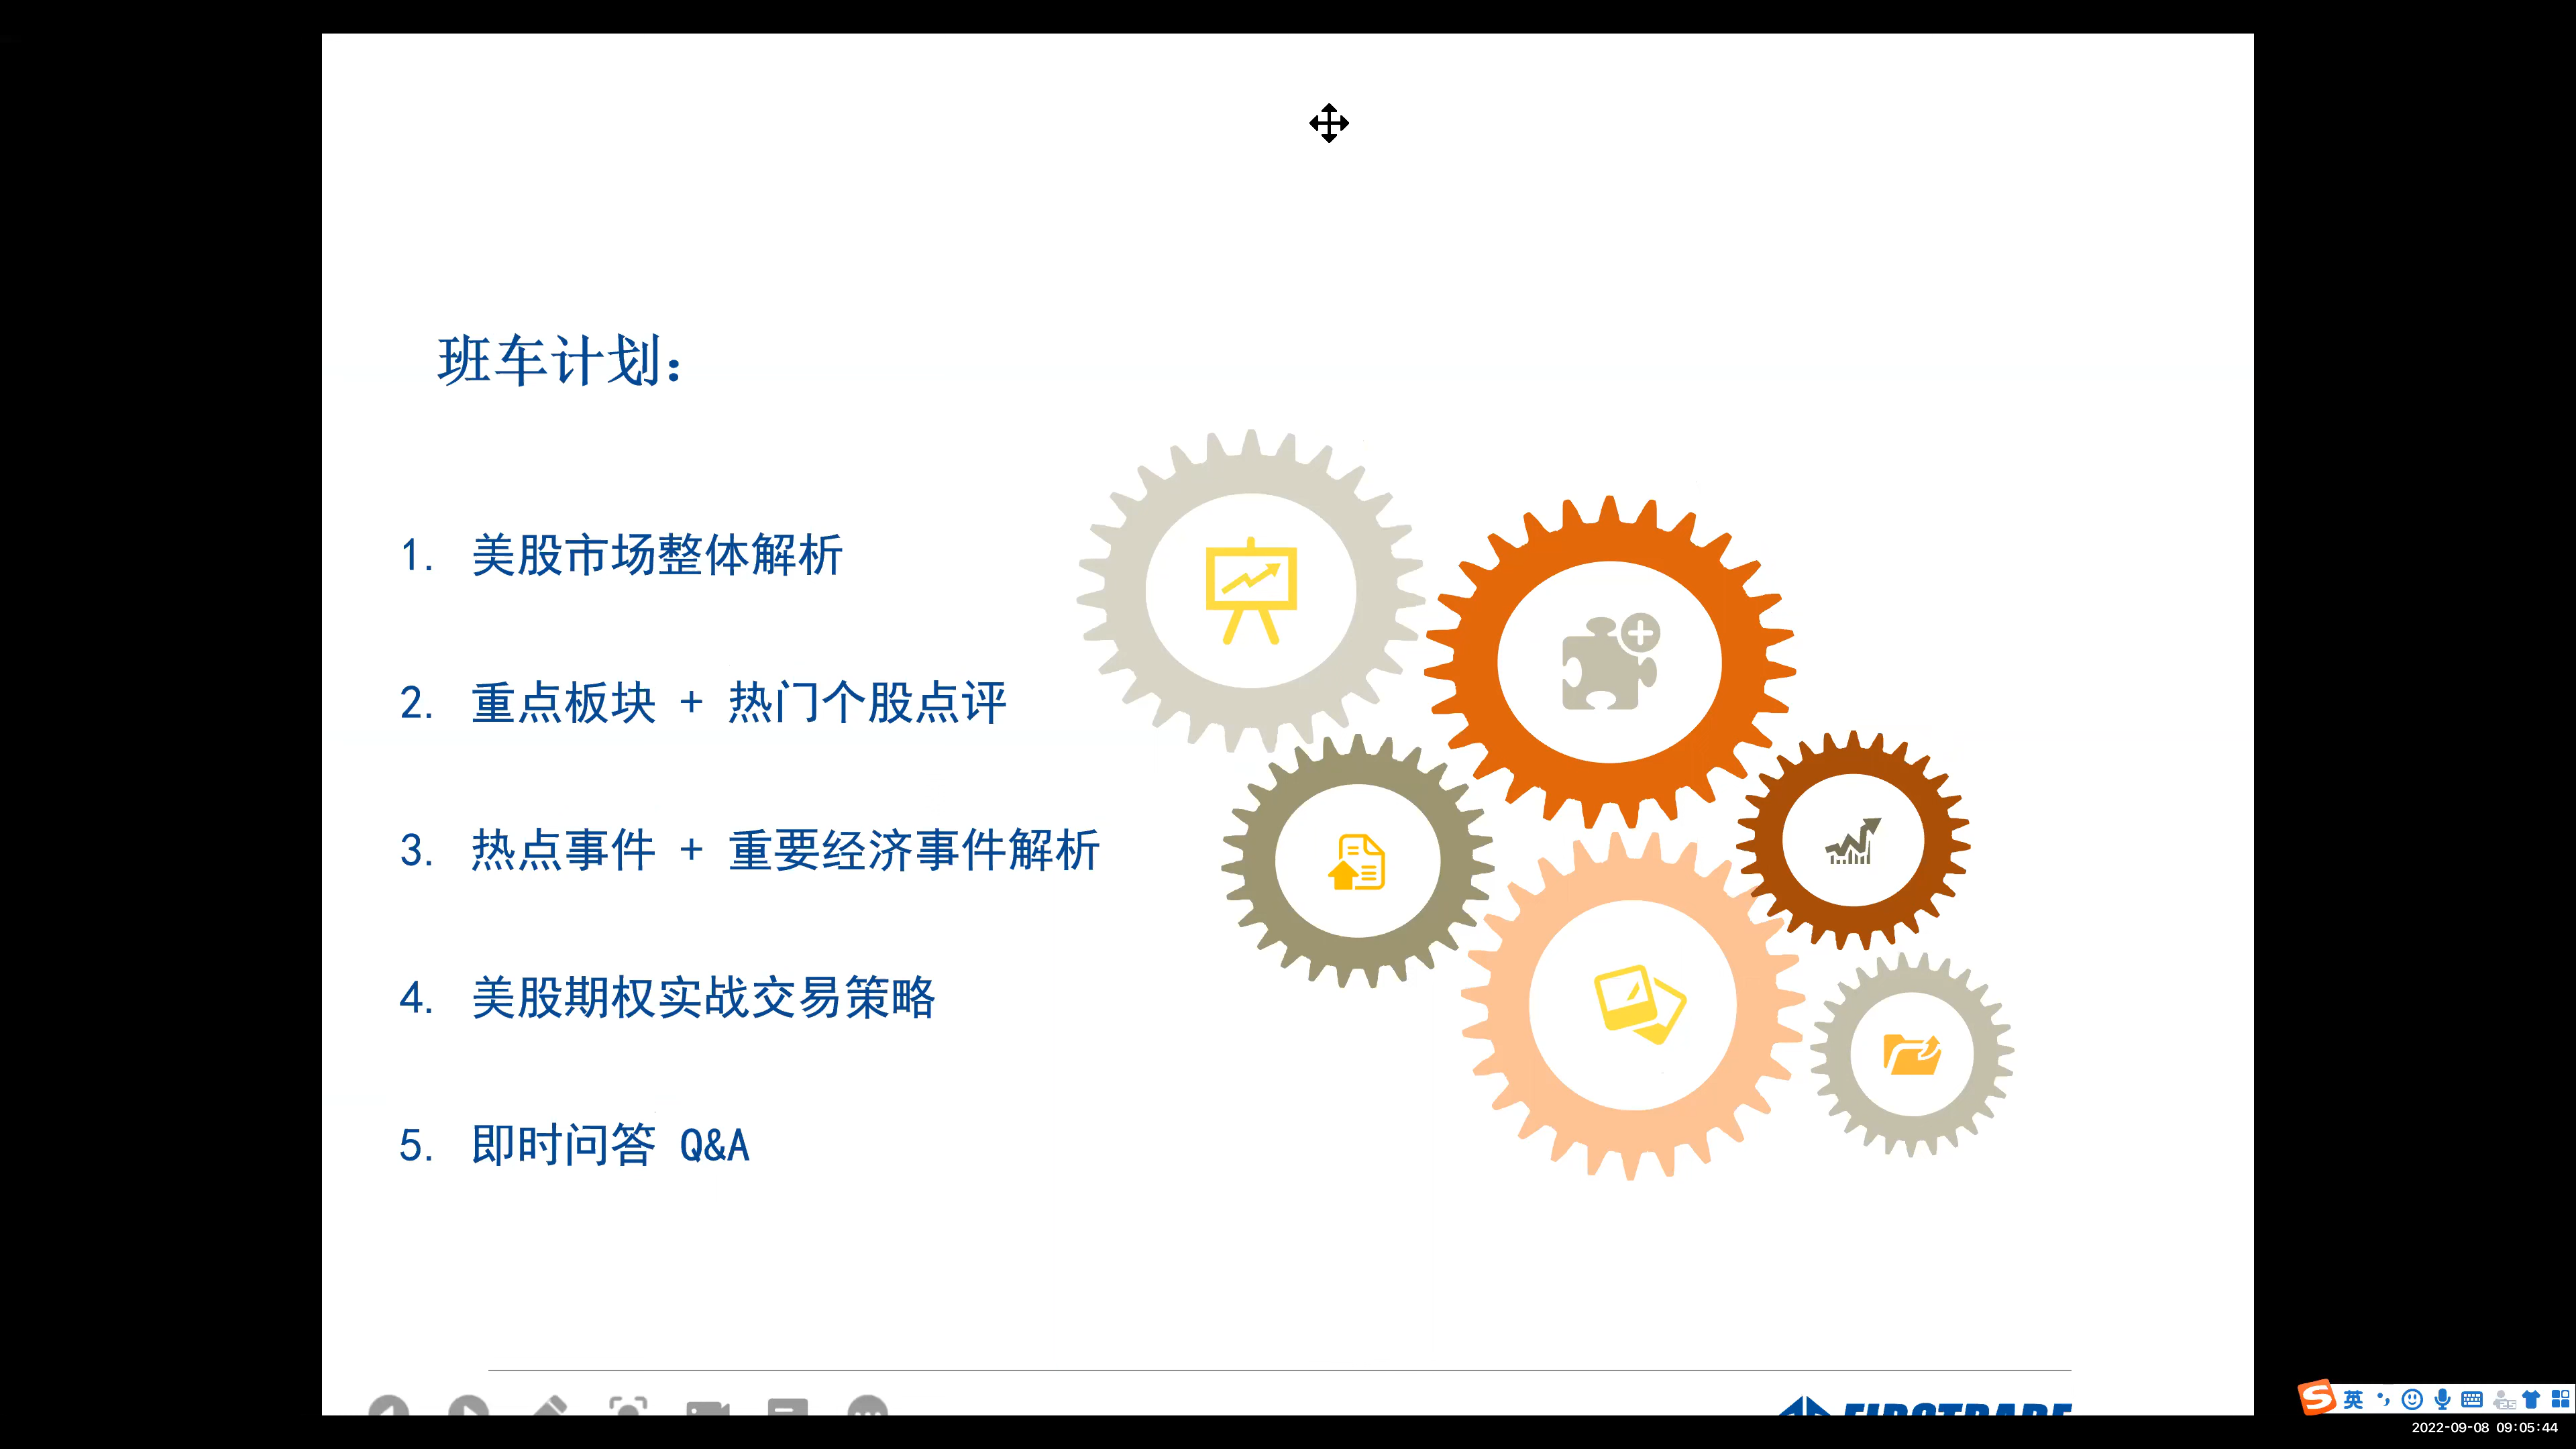 班车计划：
1. 美股市场整体解析
2. 重点板块 + 热门个股点评
3. 热点事件 + 重要经济事件解析
4. 美股期权实战交易策略
5. 即时问答 Q&A
FIRSTRADE
英
2022-09-08 09:05:44